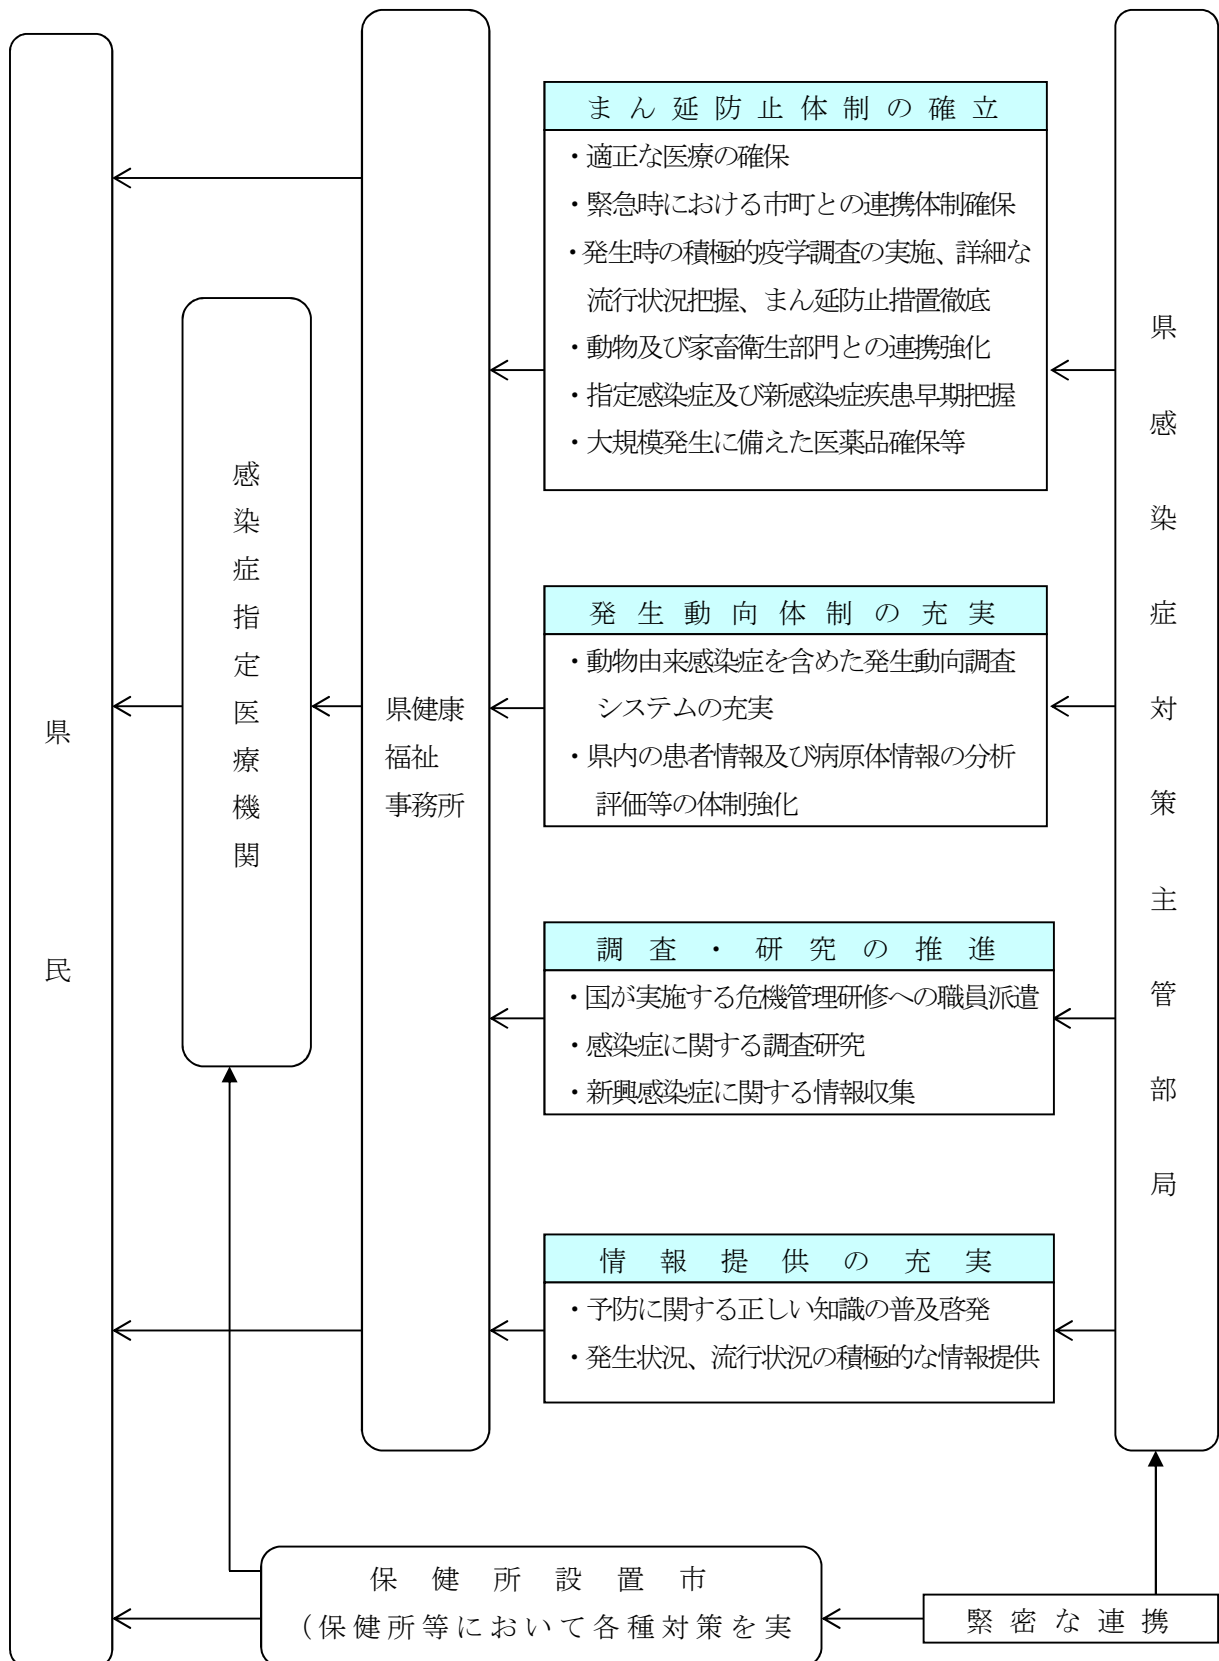 まん延防止体制の確立
・適正な医療の確保
・緊急時における市町との連携体制確保
・発生時の積極的疫学調査の実施、詳細な
流行状況把握、まん延防止措置徹底
・動物及び家畜衛生部門との連携強化
・指定感染症及び新感染症疾患早期把握
・大規模発生に備えた医薬品確保等
発生動向体制の充実
・動物由来感染症を含めた発生動向調査
システムの充実
・県内の患者情報及び病原体情報の分析
評価等の体制強化
調査・研究の推進
・国が実施する危機管理研修への職員派遣
・感染症に関する調査研究
・新興感染症に関する情報収集
情報提供の充実
・予防に関する正しい知識の普及啓発
・発生状況、流行状況の積極的な情報提供
県民
感染症指定医療機関
県健康
福祉
事務所
県感染症対策主管部局
保健所設置市
（保健所等において各種対策を実
緊密な連携